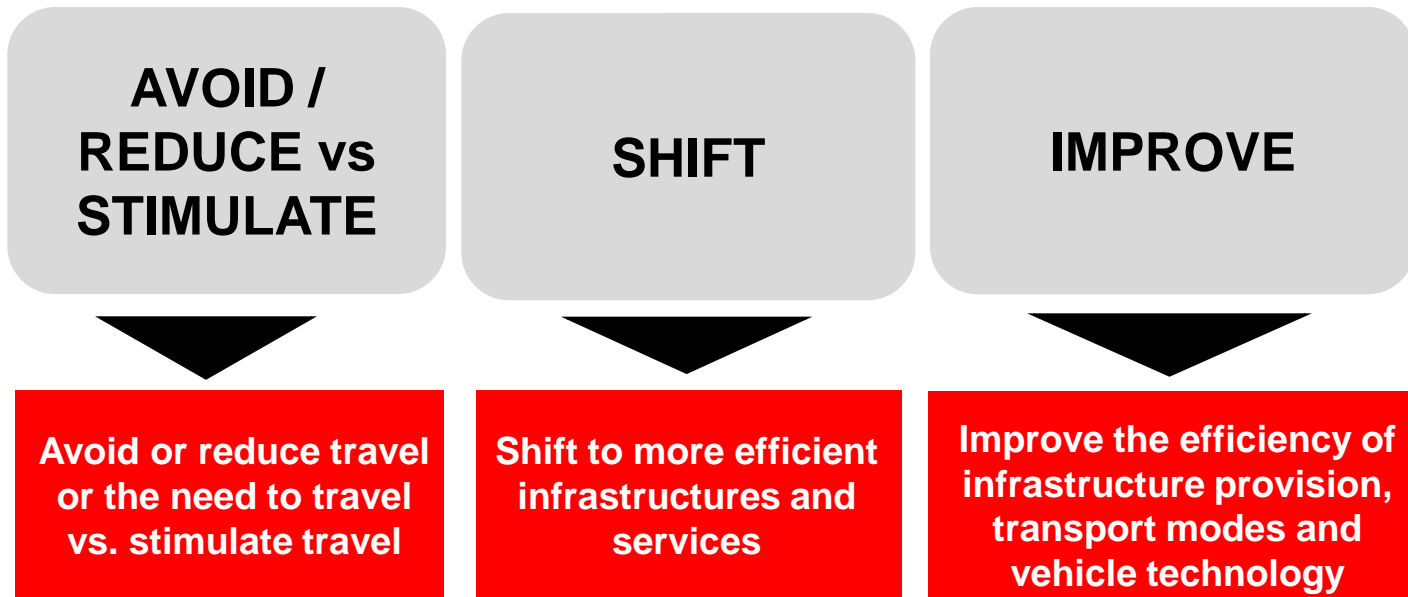 AVOID /
REDUCE vs
STIMULATE
SHIFT
IMPROVE
Avoid or reduce travel
or the need to travel
vs. stimulate travel
Shift to more efficient
infrastructures and
services
Improve the efficiency of
infrastructure provision,
transport modes and
vehicle technology